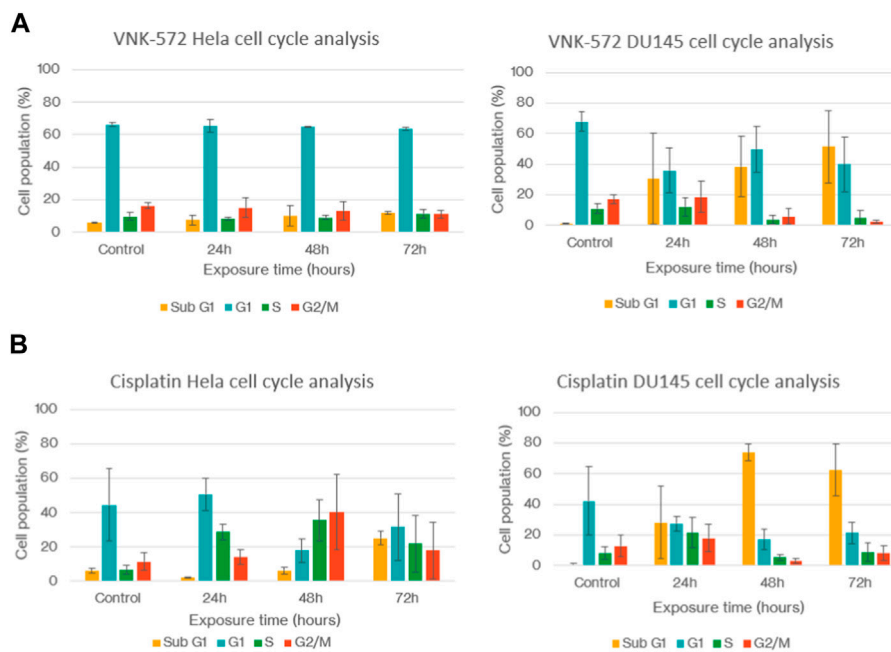 A
VNK-572 Hela cell cycle analysis
100
80
60
40
20
0
Cell population (%)
Control 24h 48h 72h
Exposure time (hours)
Sub G1 G1 S G2/M
VNK-572 DU145 cell cycle analysis
100
80
60
40
20
0
Cell population (%)
Control 24h 48h 72h
Exposure time (hours)
Sub G1 G1 S G2/M
B
Cisplatin Hela cell cycle analysis
100
80
60
40
20
0
Cell population (%)
Control 24h 48h 72h
Exposure time (hours)
Sub G1 G1 S G2/M
Cisplatin DU145 cell cycle analysis
100
80
60
40
20
0
Cell population (%)
Control 24h 48h 72h
Exposure time (hours)
Sub G1 G1 S G2/M